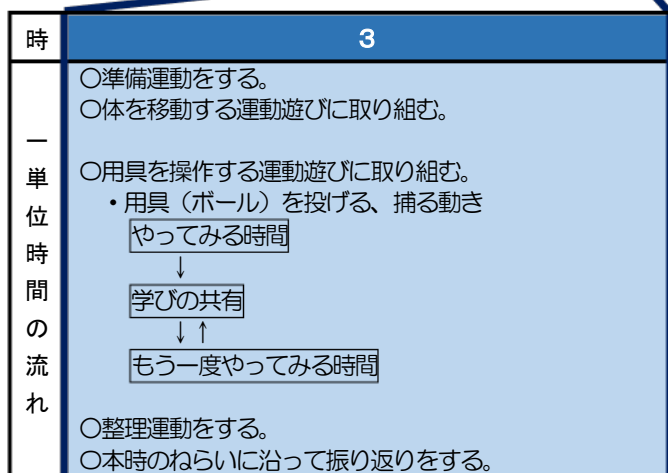 時
3
一単位時間の流れ
〇準備運動をする。
〇体を移動する運動遊びに取り組む。
〇用具を操作する運動遊びに取り組む。
・用具（ボール）を投げる、捕る動き
やってみる時間
↓
学びの共有
↓↑
もう一度やってみる時間
〇整理運動をする。
〇本時のねらいに沿って振り返りをする。